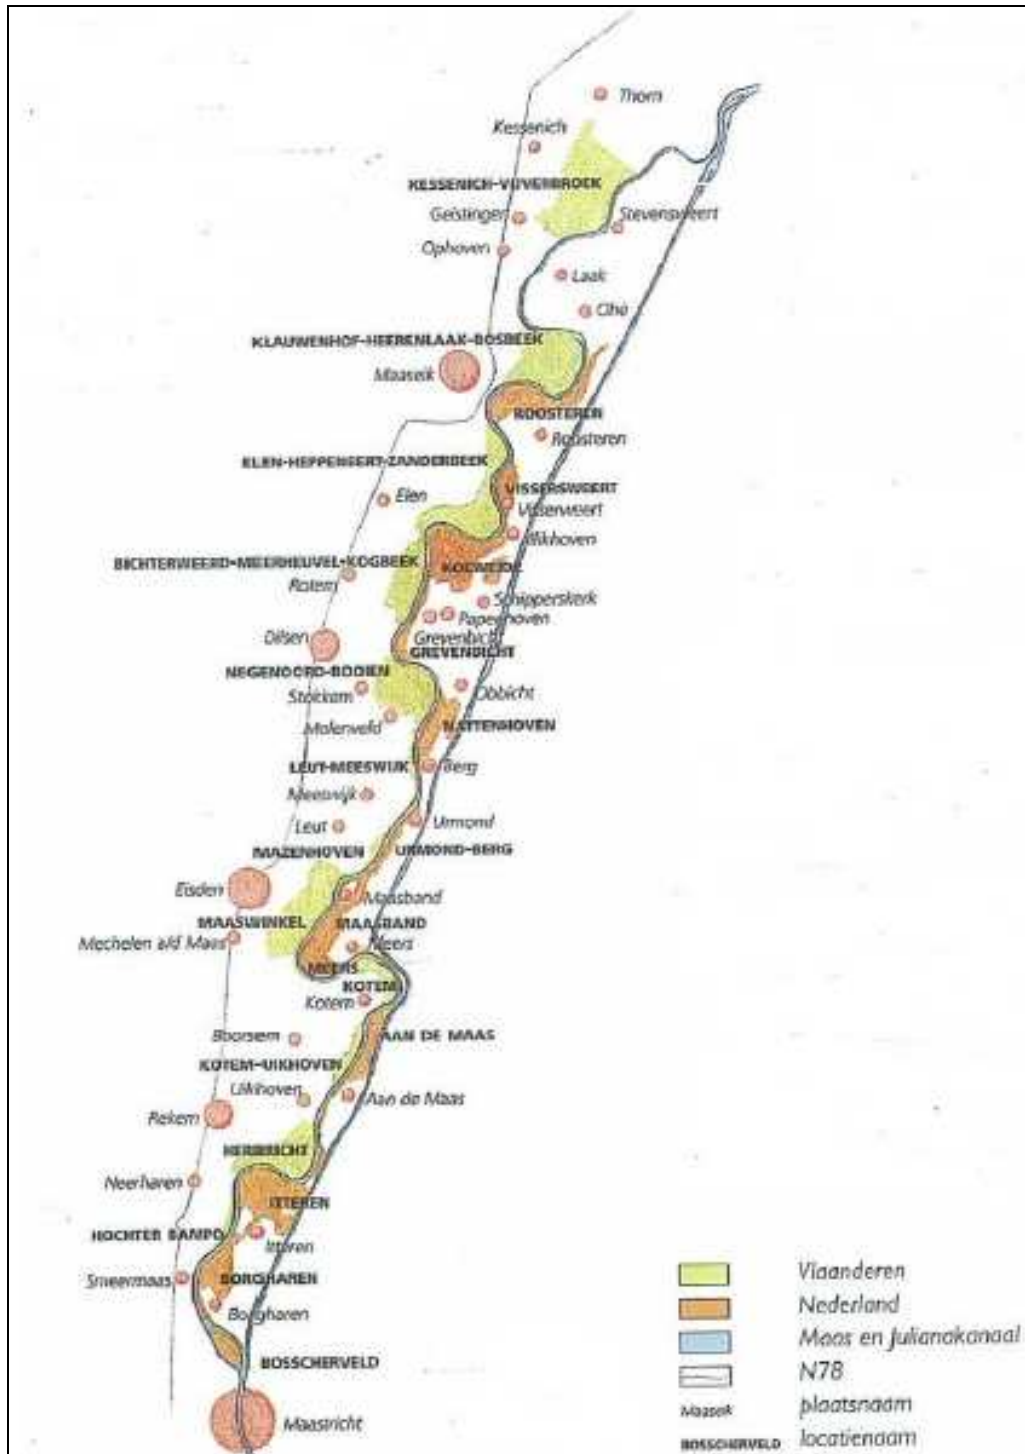 Thorn
Kessenich
KESSENICH-VIJVERBROEK
Geistingen
Stevensweert
Ophoven
Laak
Ohe
KLAUWENHOF-HEERENLAAK-BOSBEEK
Maaseik
ROOSTEREN
Roosteren
ELEN-HEPPENEERT-ZANDERBEEK
Elen
VISSERSWEERT
Visserweert
Illikhoven
BICHTERWEERD-MEERHEUVEL-KOGBEEK
KOEWEIDE
Rotem
Schipperskerk
Papenhoven
Dilsen
Grevenbicht
GREVENBICHT
NEGENOORD-BOOIEN
Stokkem
Obbicht
Molenveld
NATTENHOVEN
LEUT-MEESWIJK
Berg
Meeswijk
Leut
Urmond
MAZENHOVEN
URMOND-BERG
Eisden
Maasband
MAASWINKEL
MAASBAND
Mechelen a/d Maas
Meers
MEERS
KOTEM
Kotem
Boorsem
AAN DE MAAS
KOTEM-UIKHOVEN
Uikhoven
Aan de Maas
Rekem
HERBRICHT
Neerharen
ITTEREN
HOCHTER BAMPD
Itteren
Smeermaas
BORGHAREN
Borgharen
BOSSCHERVELD
Maastricht
Vlaanderen
Nederland
Maas en Julianakanaal
N78
Maaseik plaatsnaam
BOSSCHERVELD locatienaam